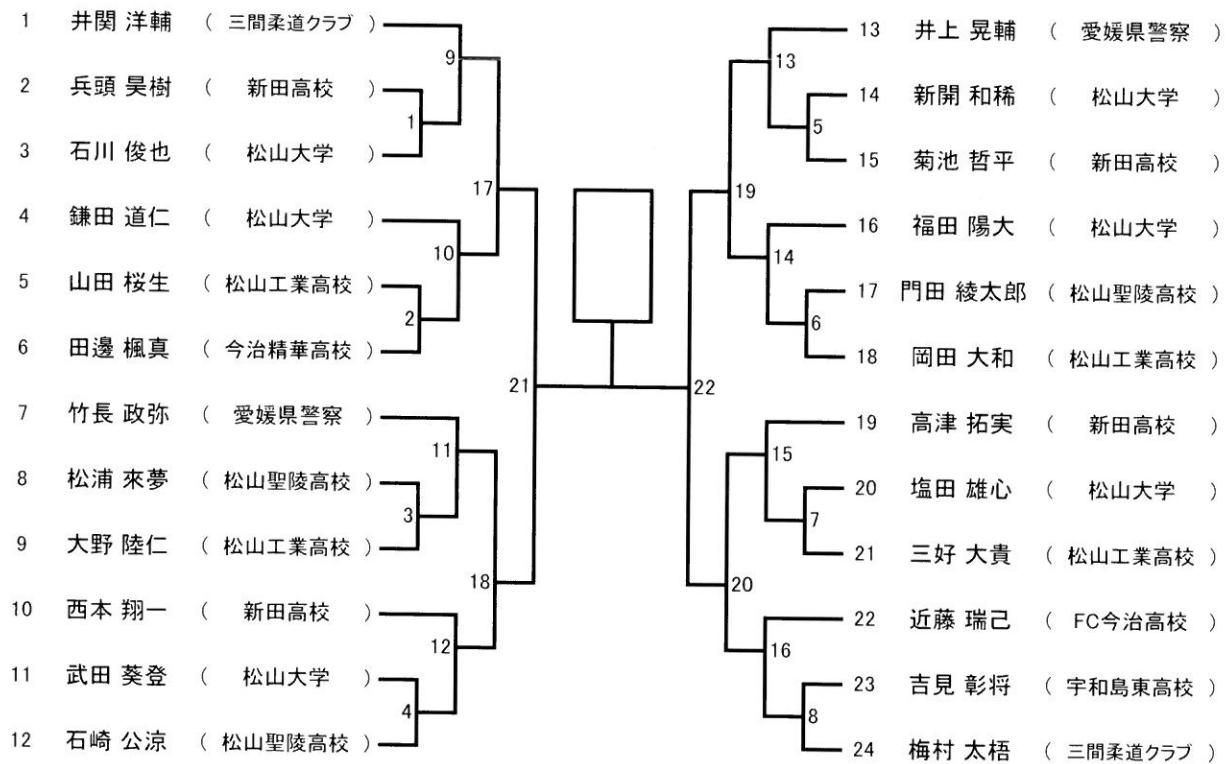 1 井関 洋輔 ( 三間柔道クラブ )
2 兵頭 昊樹 ( 新田高校 )
3 石川 俊也 ( 松山大学 )
4 鎌田 道仁 ( 松山大学 )
5 山田 桜生 ( 松山工業高校 )
6 田邊 楓真 ( 今治精華高校 )
7 竹長 政弥 ( 愛媛県警察 )
8 松浦 來夢 ( 松山聖陵高校 )
9 大野 陸仁 ( 松山工業高校 )
10 西本 翔一 ( 新田高校 )
11 武田 葵登 ( 松山大学 )
12 石崎 公涼 ( 松山聖陵高校 )
9
1
17
10
2
21
11
3
18
12
4
13
5
19
14
6
22
15
7
20
16
8
13 井上 晃輔 ( 愛媛県警察 )
14 新開 和稀 ( 松山大学 )
15 菊池 哲平 ( 新田高校 )
16 福田 陽大 ( 松山大学 )
17 門田 綾太郎 ( 松山聖陵高校 )
18 岡田 大和 ( 松山工業高校 )
19 高津 拓実 ( 新田高校 )
20 塩田 雄心 ( 松山大学 )
21 三好 大貴 ( 松山工業高校 )
22 近藤 瑞己 ( FC今治高校 )
23 吉見 彰将 ( 宇和島東高校 )
24 梅村 太梧 ( 三間柔道クラブ )